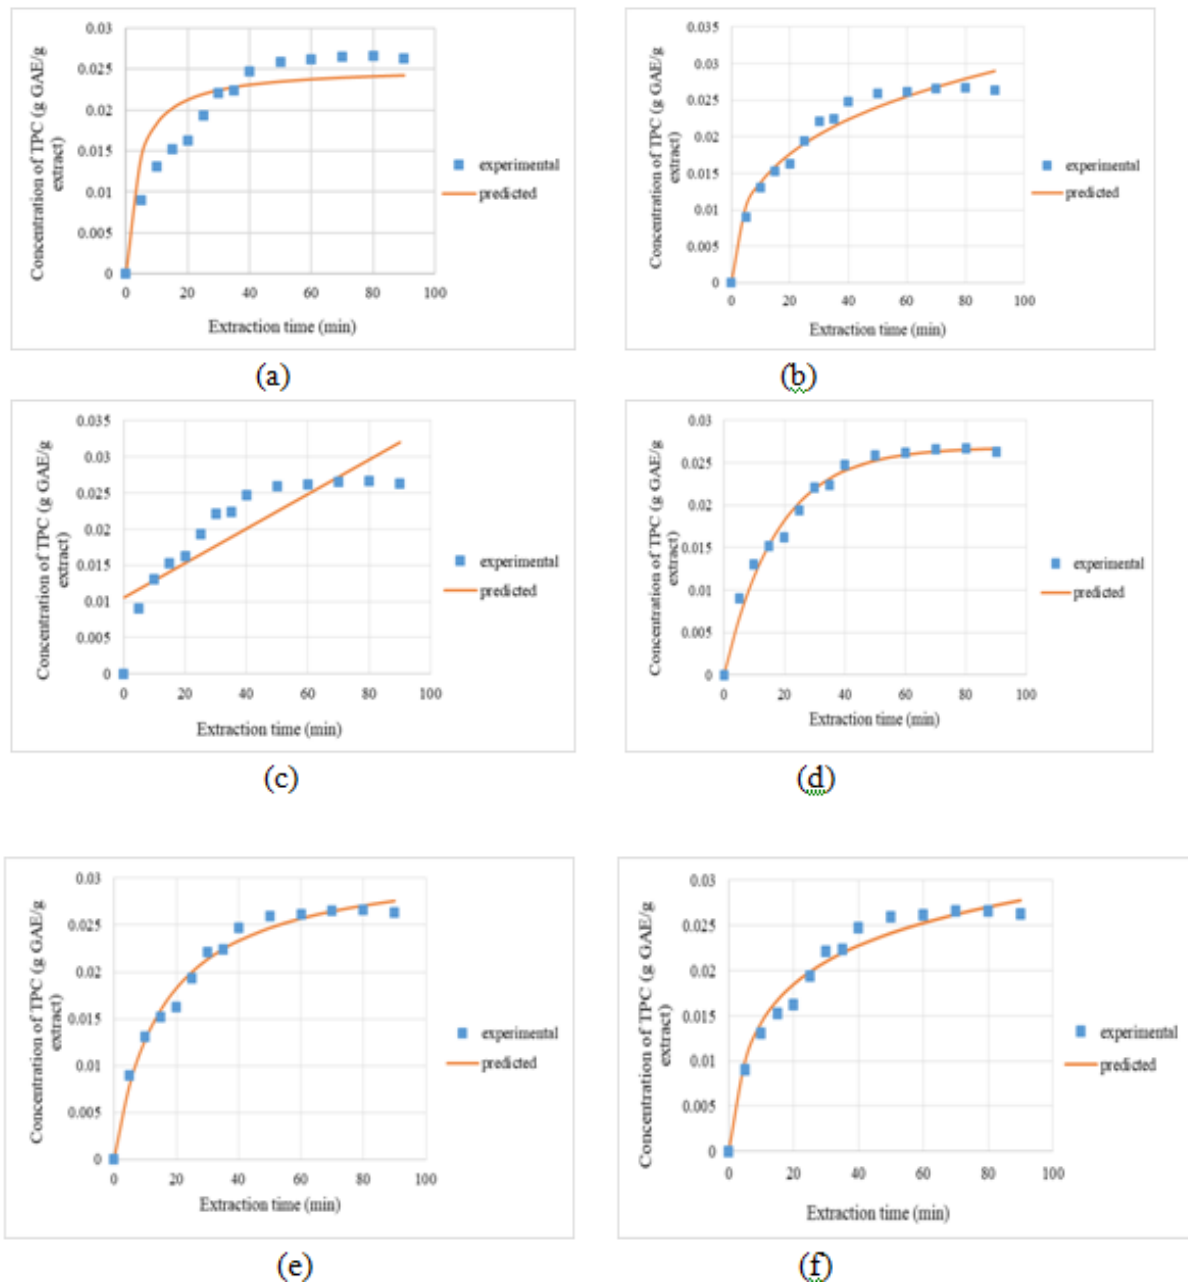 0.03
0.025
0.02
0.015
0.01
0.005
0
0 20 40 60 80 100
Concentration of TPC (g GAE/g
extract)
Extraction time (min)
experimental
predicted
(a)
0.035
0.03
0.025
0.02
0.015
0.01
0.005
0
0 20 40 60 80 100
Concentration of TPC (g GAE/g
extract)
Extraction time (min)
experimental
predicted
(b)
0.035
0.03
0.025
0.02
0.015
0.01
0.005
0
0 20 40 60 80 100
Concentration of TPC (g GAE/g
extract)
Extraction time (min)
experimental
predicted
(c)
0.03
0.025
0.02
0.015
0.01
0.005
0
0 20 40 60 80 100
Concentration of TPC (g GAE/g
extract)
Extraction time (min)
experimental
predicted
(d)
0.03
0.025
0.02
0.015
0.01
0.005
0
0 20 40 60 80 100
Concentration of TPC (g GAE/g
extract)
Extraction time (min)
experimental
predicted
(e)
0.03
0.025
0.02
0.015
0.01
0.005
0
0 20 40 60 80 100
Concentration of TPC (g GAE/g
extract)
Extraction time (min)
experimental
predicted
(f)